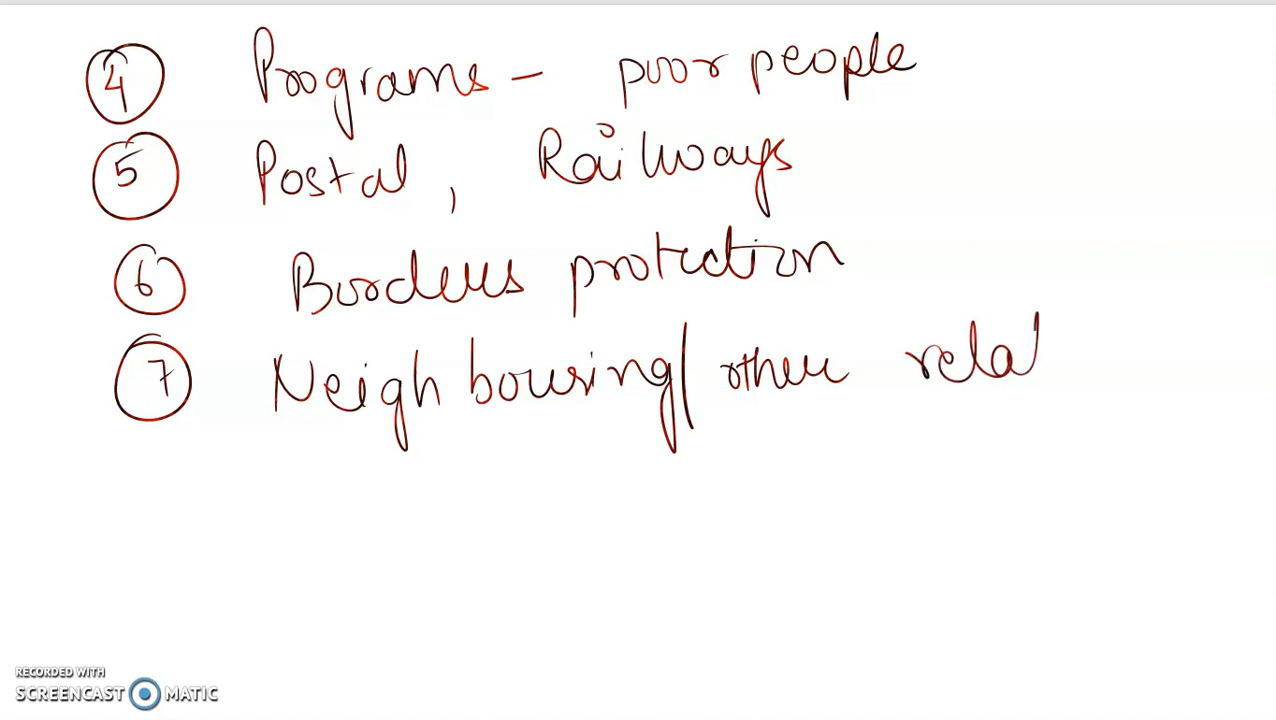 4 Programs - poor people
5 Postal, Railways
6 Borders protection
7 Neighbouring/other rela
RECORDED WITH
SCREENCAST MATIC